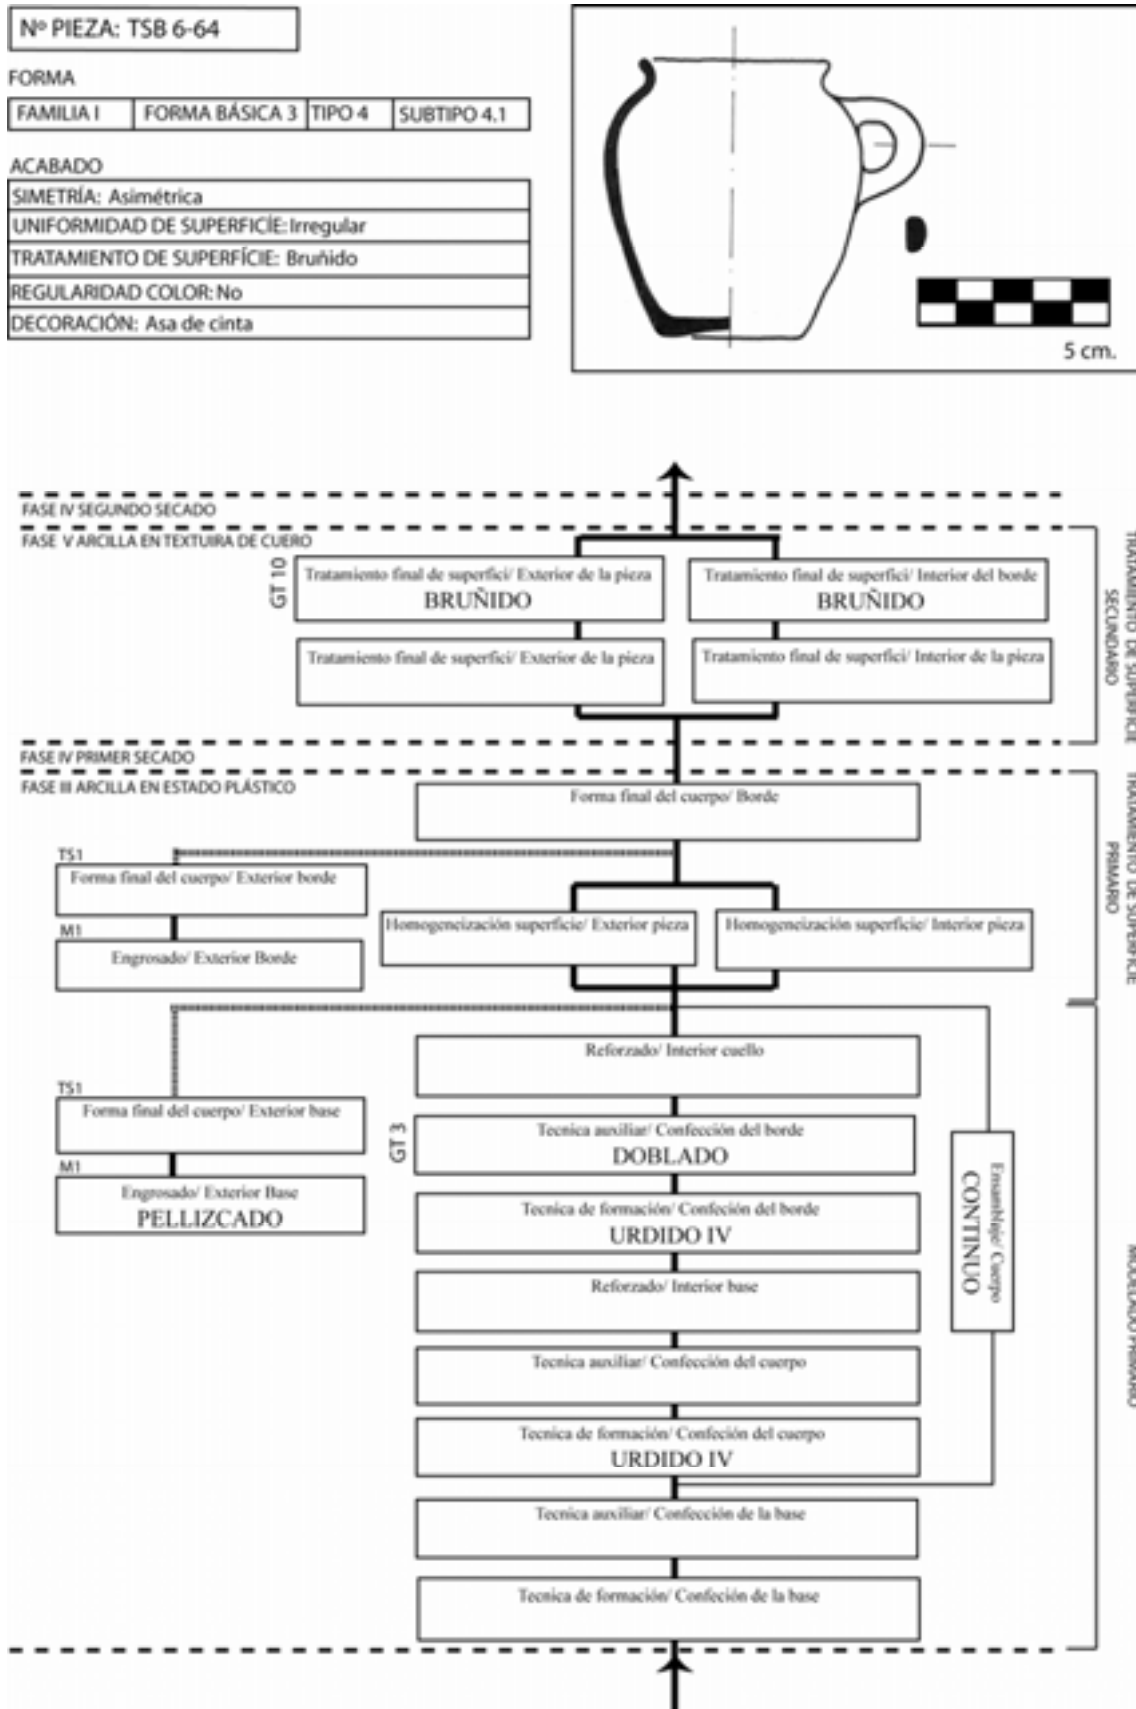 Nº PIEZA: TSB 6-64
FORMA
FAMILIA I FORMA BÁSICA 3 TIPO 4 SUBTIPO 4.1
ACABADO
SIMETRÍA: Asimétrica
UNIFORMIDAD DE SUPERFICÍE: Irregular
TRATAMIENTO DE SUPERFÍCIE: Bruñido
REGULARIDAD COLOR: No
DECORACIÓN: Asa de cinta
5 cm.
FASE IV SEGUNDO SECADO
FASE V ARCILLA EN TEXTUIRA DE CUERO
GT 10
Tratamiento final de superfici/ Exterior de la pieza
BRUÑIDO
Tratamiento final de superfici/ Interior del borde
BRUÑIDO
Tratamiento final de superfici/ Exterior de la pieza
Tratamiento final de superfici/ Interior de la pieza
TRATAMIENTO DE SUPERFICIE
SECUNDARIO
FASE IV PRIMER SECADO
FASE III ARCILLA EN ESTADO PLÁSTICO
Forma final del cuerpo/ Borde
TS1
Forma final del cuerpo/ Exterior borde
M1
Engrosado/ Exterior Borde
Homogeneización superficie/ Exterior pieza
Homogeneización superficie/ Interior pieza
TRATAMIENTO DE SUPERFICIE
PRIMARIO
Reforzado/ Interior cuello
TS1
Forma final del cuerpo/ Exterior base
M1
Engrosado/ Exterior Base
PELLIZCADO
GT 3
Tecnica auxiliar/ Confección del borde
DOBLADO
Tecnica de formación/ Confeción del borde
URDIDO IV
Reforzado/ Interior base
Tecnica auxiliar/ Confección del cuerpo
Tecnica de formación/ Confeción del cuerpo
URDIDO IV
Ensamblaje/ Cuerpo
CONTINUO
Tecnica auxiliar/ Confección de la base
Tecnica de formación/ Confeción de la base
MODELADO PRIMARIO